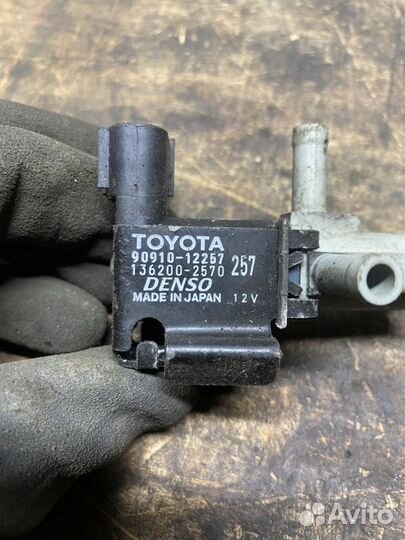 TOYOTA
90910-12257
136200-2570 257
DENSO
MADE IN JAPAN 12V
Avito